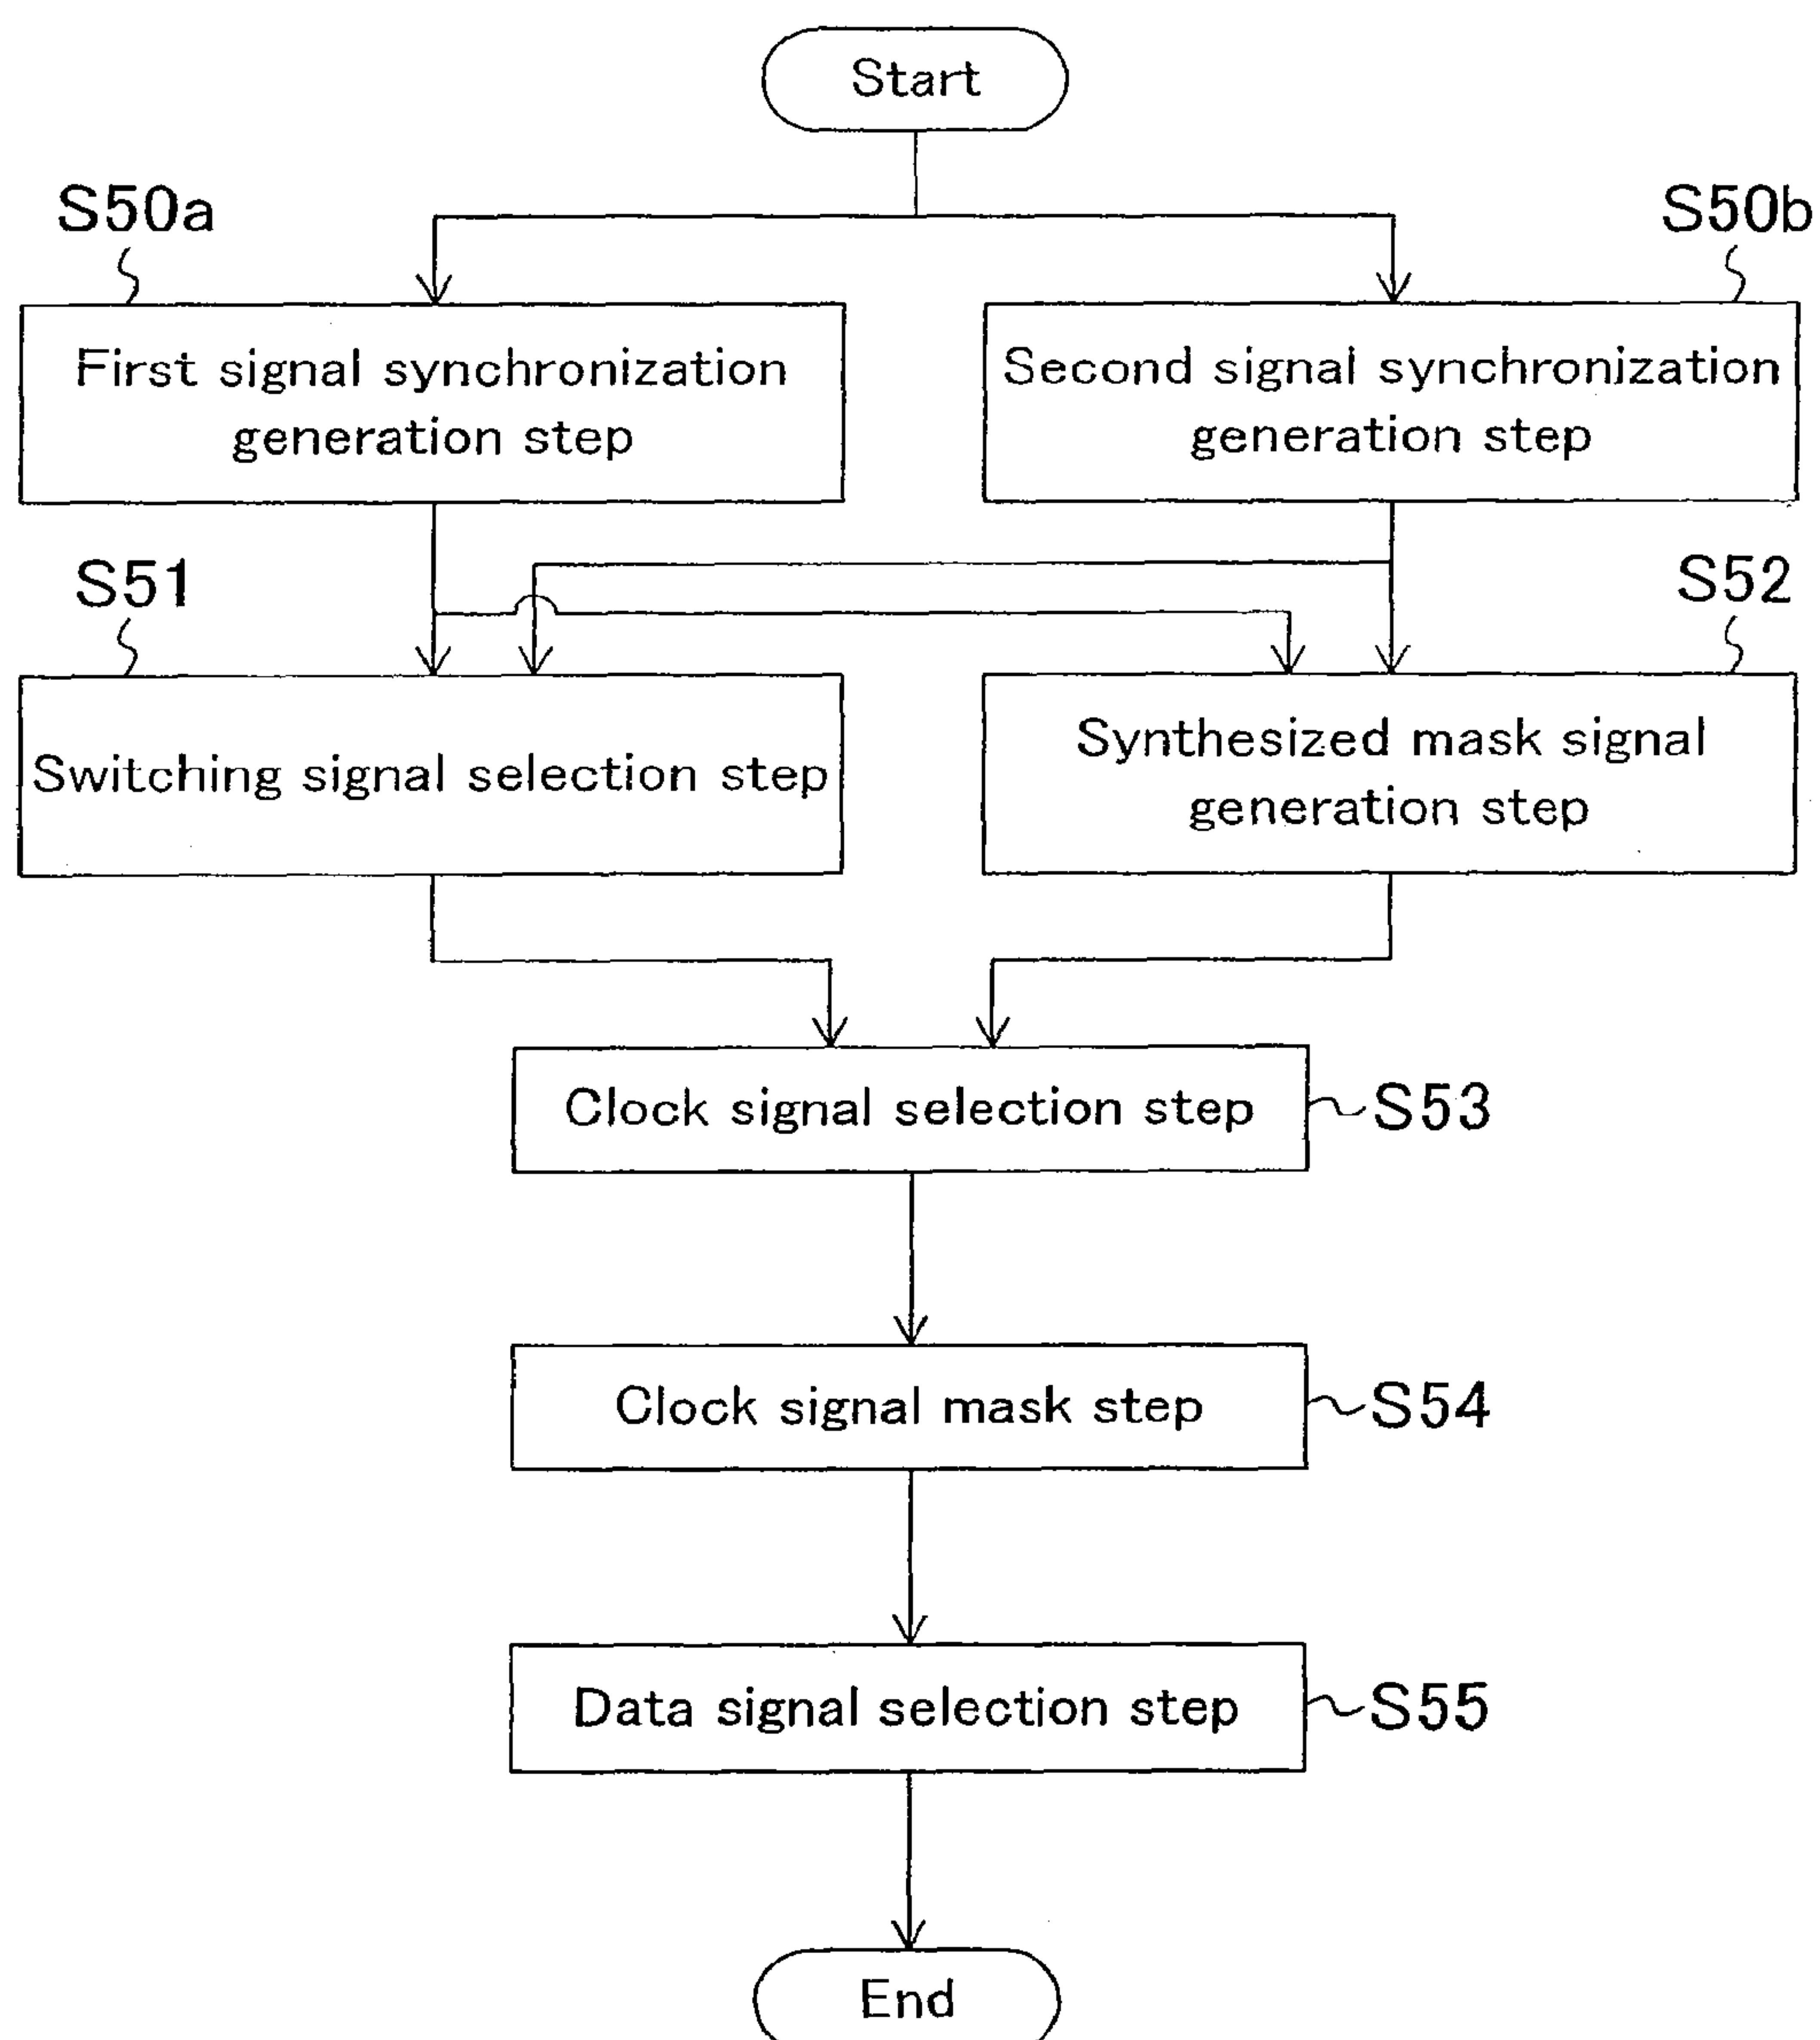 Start
S50a
S50b
First signal synchronization
generation step
Second signal synchronization
generation step
S51
S52
Switching signal selection step
Synthesized mask signal
generation step
Clock signal selection step
S53
Clock signal mask step
S54
Data signal selection step
S55
End